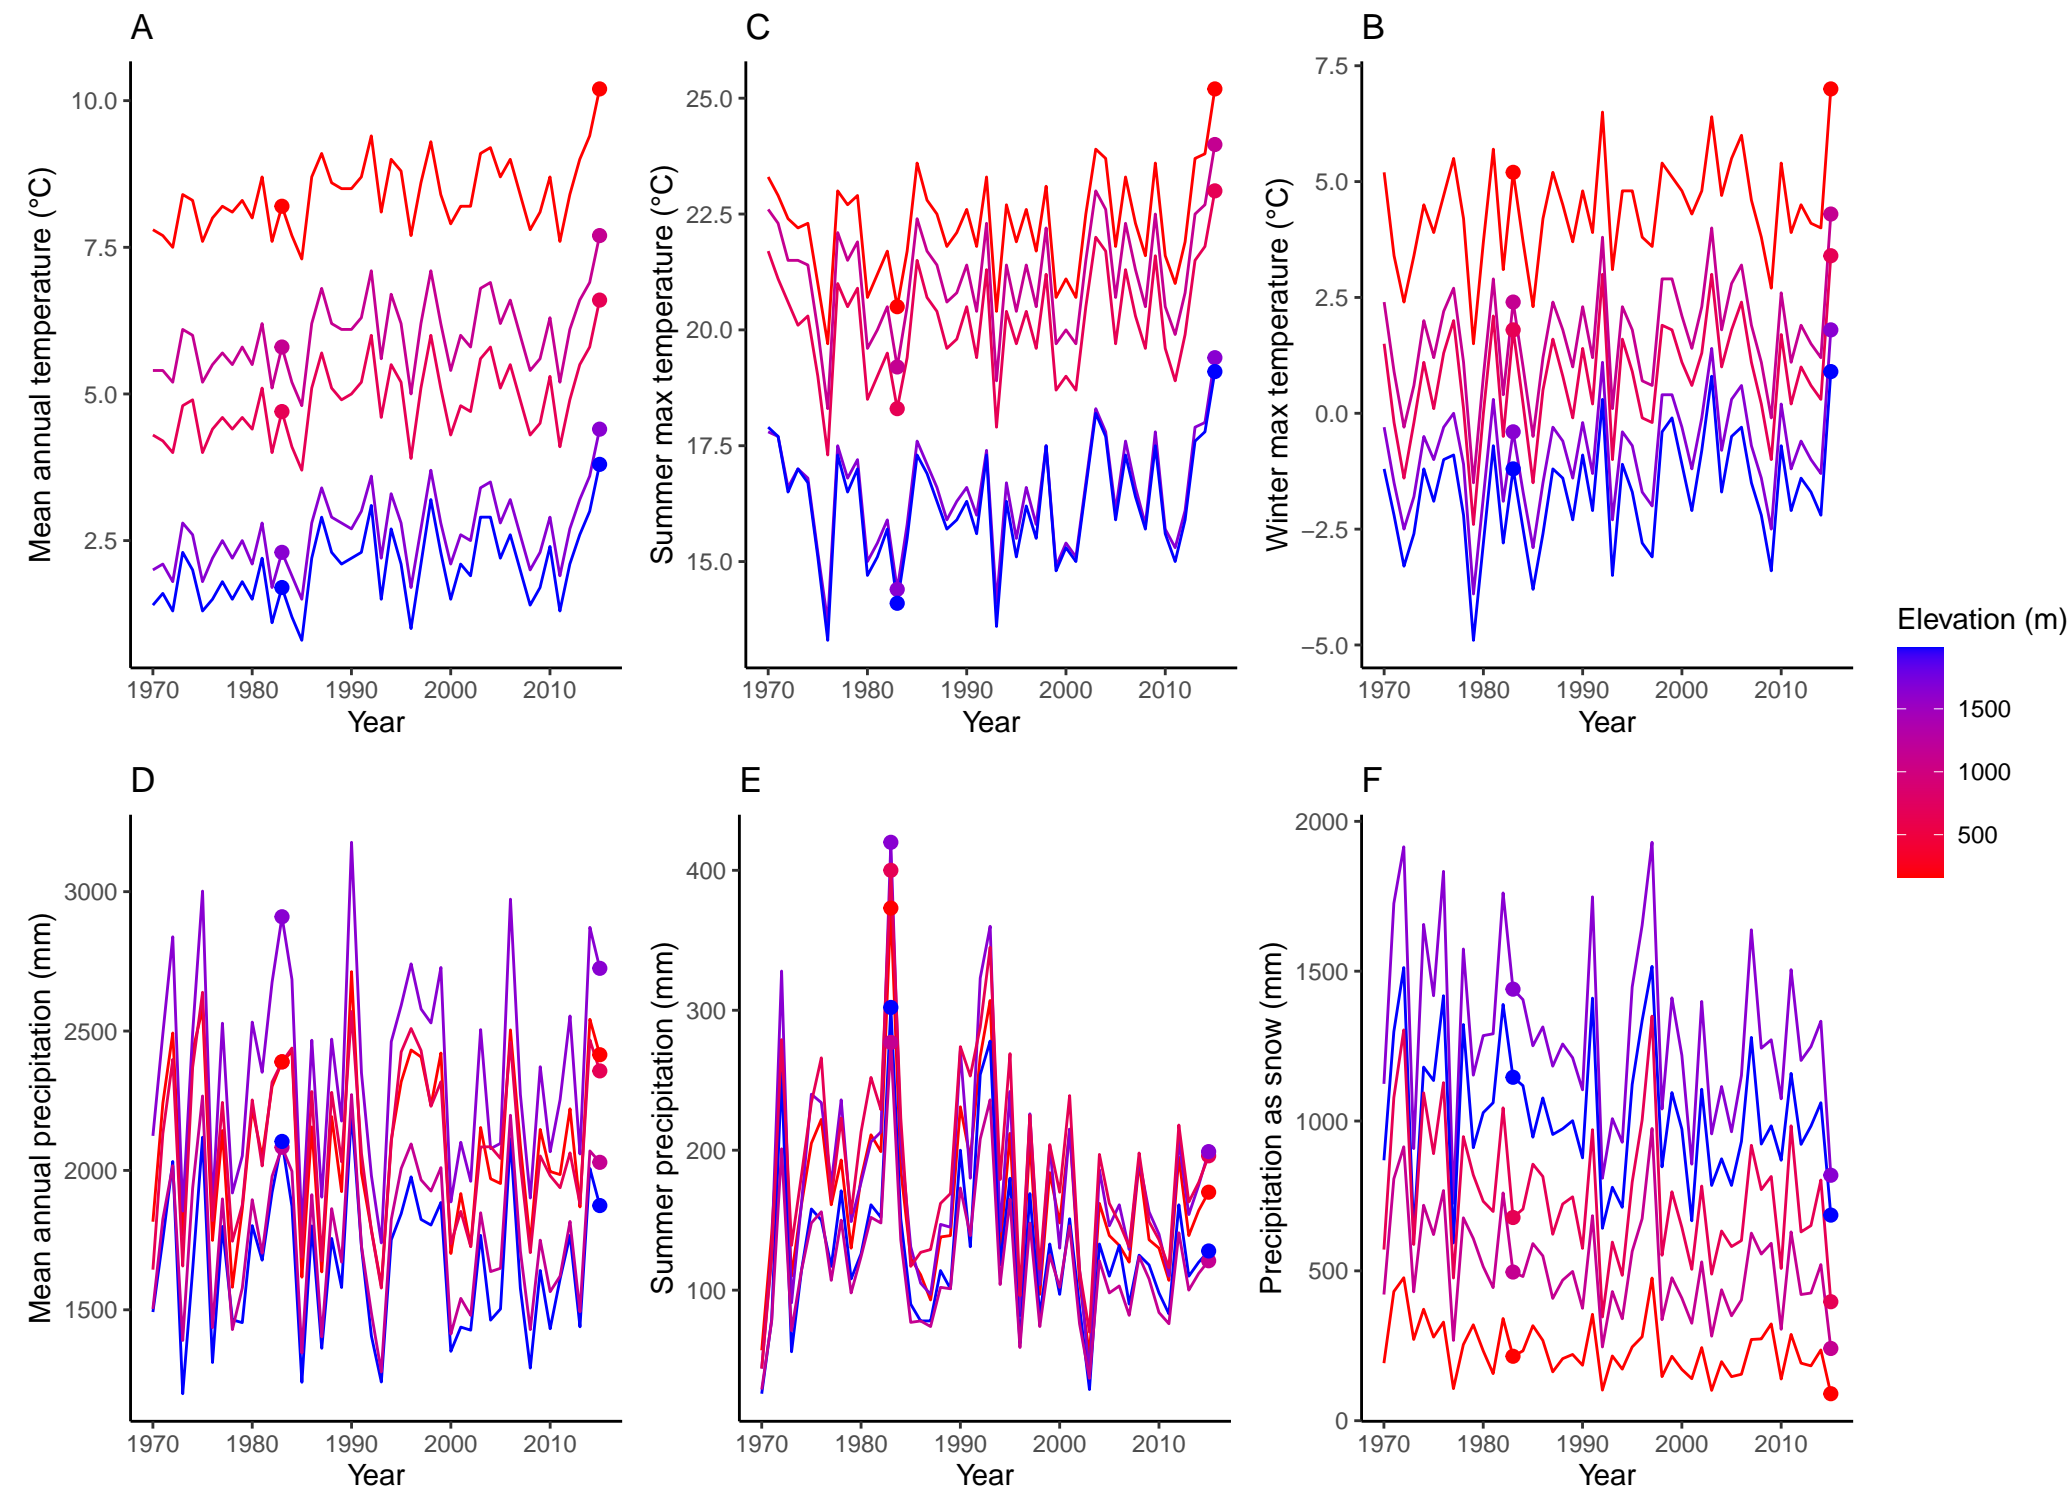 A
Mean annual temperature (°C)
10.0
7.5
5.0
2.5
1970 1980 1990 2000 2010
Year
C
Summer max temperature (°C)
25.0
22.5
20.0
17.5
15.0
1970 1980 1990 2000 2010
Year
B
Winter max temperature (°C)
7.5
5.0
2.5
0.0
−2.5
−5.0
1970 1980 1990 2000 2010
Year
Elevation (m)
1500
1000
500
D
Mean annual precipitation (mm)
3000
2500
2000
1500
1970 1980 1990 2000 2010
Year
E
Summer precipitation (mm)
400
300
200
100
1970 1980 1990 2000 2010
Year
F
Precipitation as snow (mm)
2000
1500
1000
500
0
1970 1980 1990 2000 2010
Year